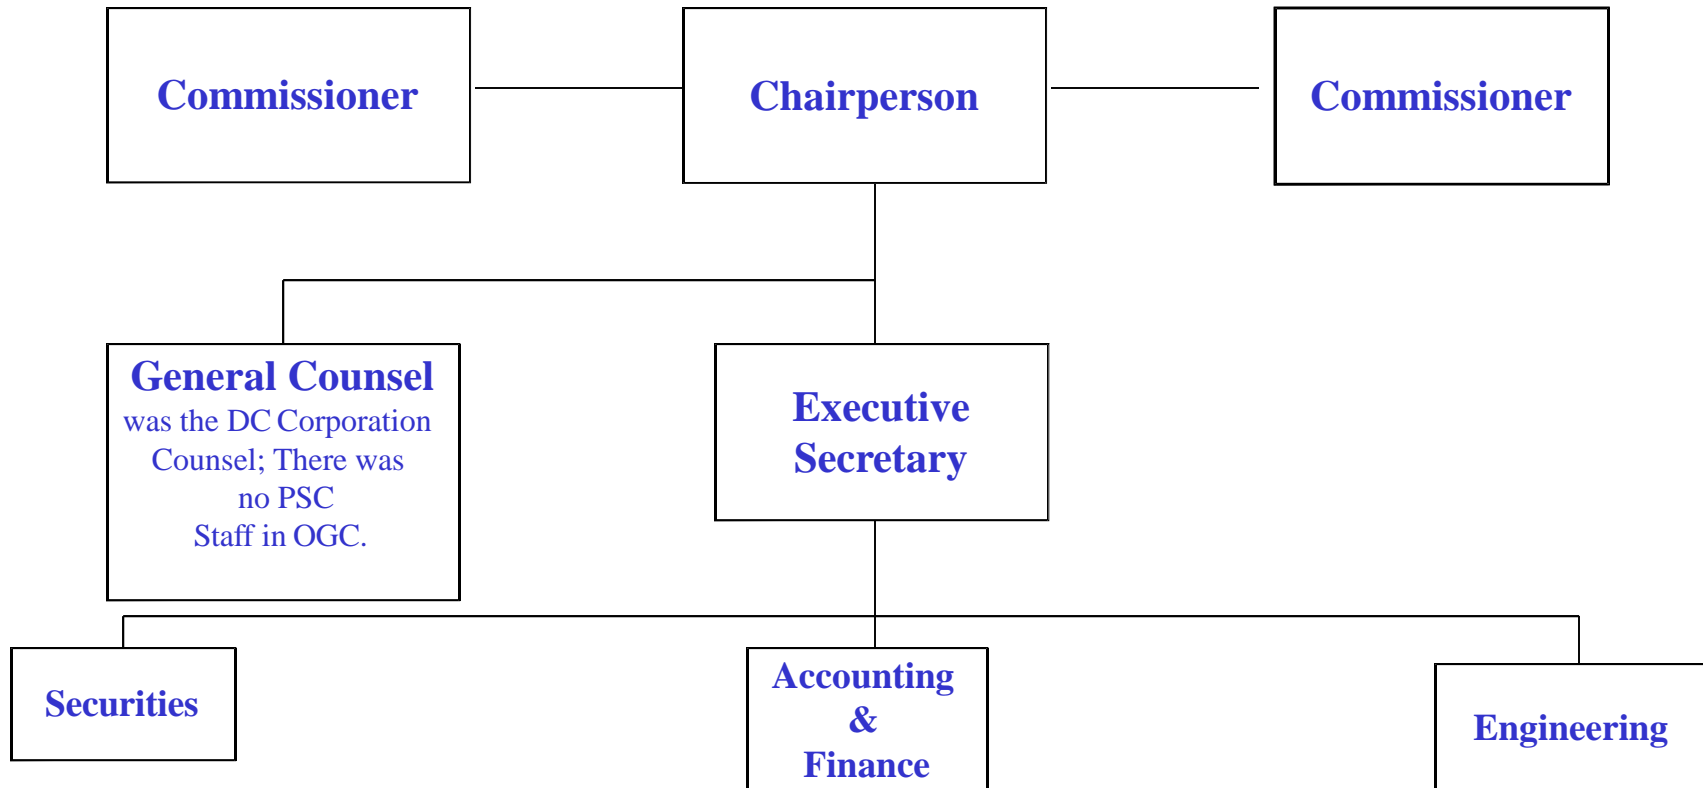 Commissioner
Chairperson
Commissioner
General Counsel
was the DC Corporation
Counsel; There was
no PSC
Staff in OGC.
Executive
Secretary
Securities
Accounting
&
Finance
Engineering